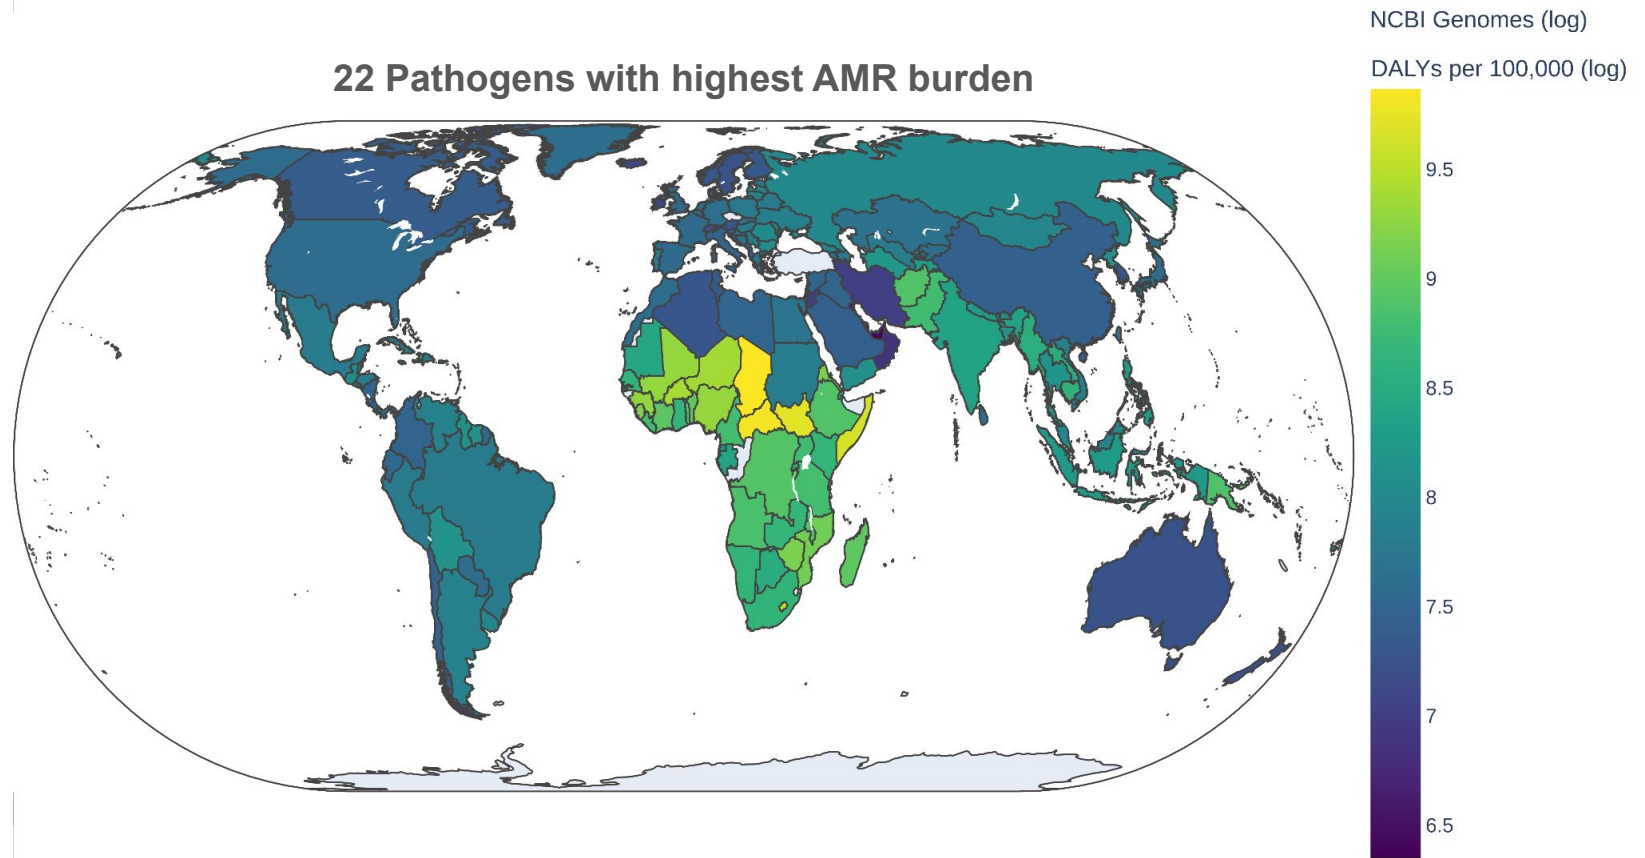 NCBI Genomes (log)
22 Pathogens with highest AMR burden
DALYs per 100,000 (log)
9.5
9
8.5
8
7.5
7
6.5